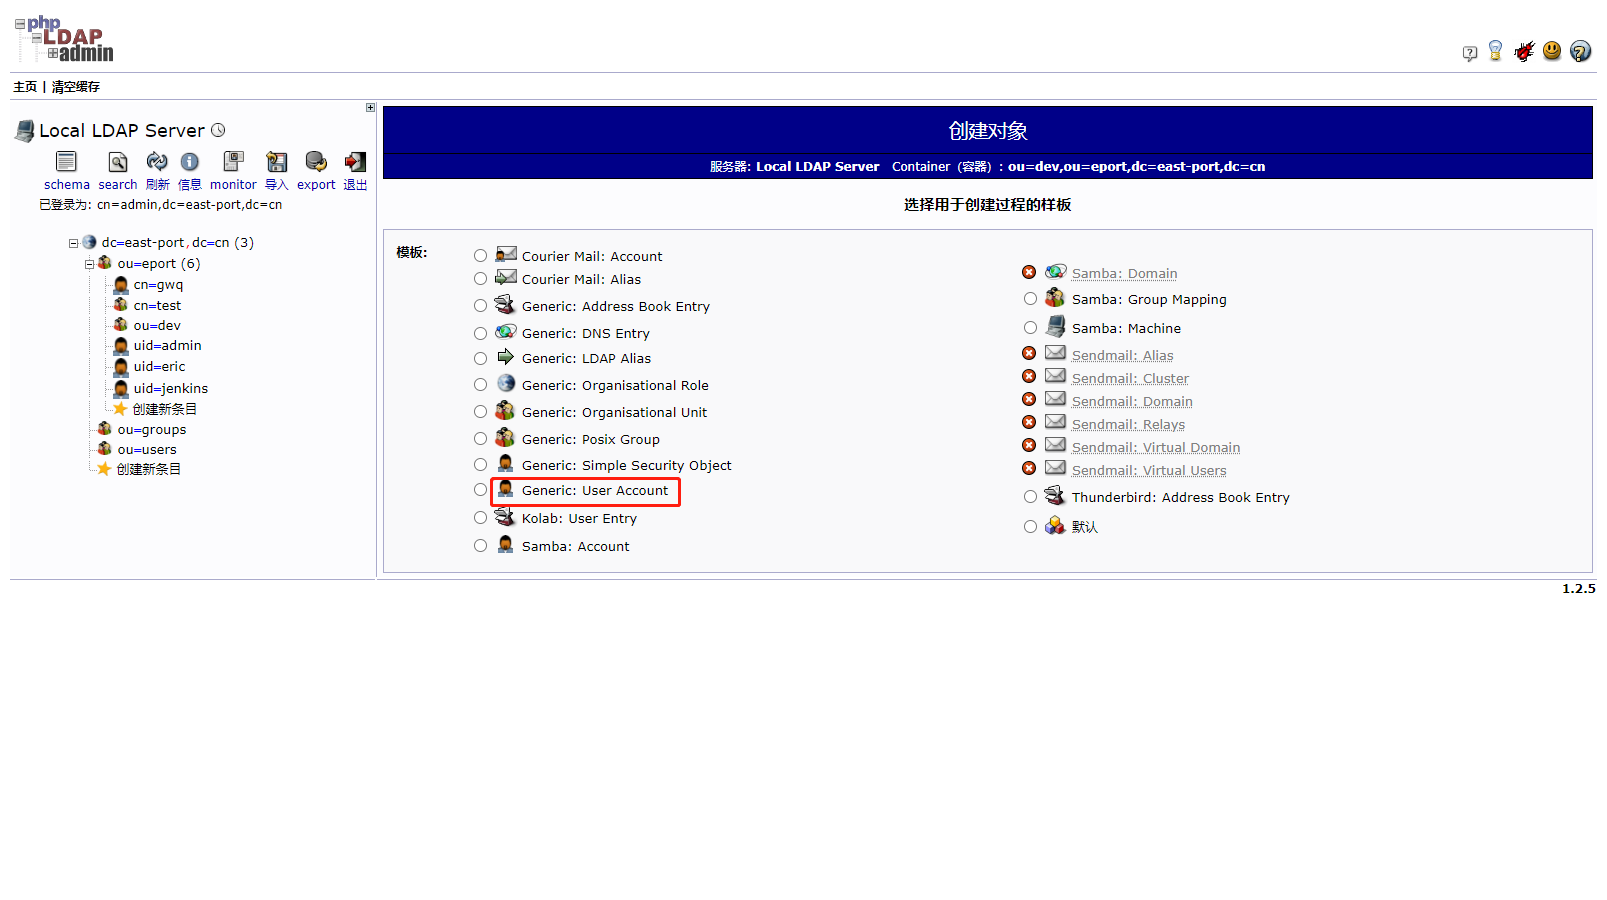 php
LDAP
admin
主页 | 清空缓存
Local LDAP Server
schema search 刷新 信息 monitor 导入 export 退出
已登录为: cn=admin,dc=east-port,dc=cn
dc=east-port,dc=cn (3)
ou=eport (6)
cn=gwq
cn=test
ou=dev
uid=admin
uid=eric
uid=jenkins
创建新条目
ou=groups
ou=users
创建新条目
创建对象
服务器: Local LDAP Server Container (容器) : ou=dev,ou=eport,dc=east-port,dc=cn
选择用于创建过程的样板
模板:
Courier Mail: Account
Courier Mail: Alias
Generic: Address Book Entry
Generic: DNS Entry
Generic: LDAP Alias
Generic: Organisational Role
Generic: Organisational Unit
Generic: Posix Group
Generic: Simple Security Object
Generic: User Account
Kolab: User Entry
Samba: Account
Samba: Domain
Samba: Group Mapping
Samba: Machine
Sendmail: Alias
Sendmail: Cluster
Sendmail: Domain
Sendmail: Relays
Sendmail: Virtual Domain
Sendmail: Virtual Users
Thunderbird: Address Book Entry
默认
1.2.5